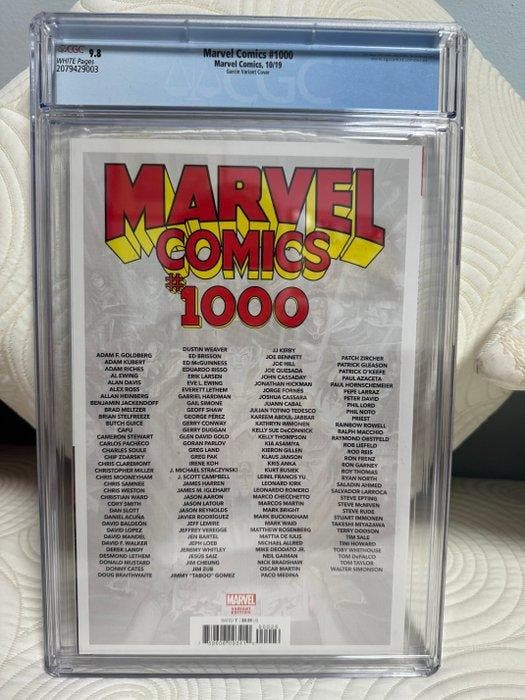 CGC 9.8
WHITE Pages
2079429003
Marvel Comics #1000
Marvel Comics, 10/19
Garcin Variant Cover
CGC
MARVEL
COMICS
#1000
ADAM F. GOLDBERG
ADAM KUBERT
ADAM RICHES
AL EWING
ALAN DAVIS
ALEX ROSS
ALLAN HEINBERG
BENJAMIN JACKENDOFF
BRAD MELTZER
BRIAN STELFREEZE
BUTCH GUICE
CAFU
CAMERON STEWART
CARLOS PACHECO
CHARLES SOULE
CHIP ZDARSKY
CHRIS CLAREMONT
CHRISTOPHER MILLER
CHRIS MOONEYHAM
CHRIS SAMNEE
CHRIS WESTON
CHRISTIAN WARD
CORY SMITH
DAN SLOTT
DANIEL ACUÑA
DAVID BALDEÓN
DAVID LOPEZ
DAVID MANDEL
DAVID F. WALKER
DEREK LANDY
DESMOND LETHEM
DONALD MUSTARD
DONNY CATES
DOUG BRAITHWAITE
DUSTIN WEAVER
ED BRISSON
ED McGUINNESS
EDUARDO RISSO
ERIK LARSEN
EVE L. EWING
EVERETT LETHEM
GABRIEL HARDMAN
GAIL SIMONE
GEOFF SHAW
GEORGE PÉREZ
GERRY CONWAY
GERRY DUGGAN
GLEN DAVID GOLD
GORAN PARLOV
GREG LAND
GREG PAK
IRENE KOH
J. MICHAEL STRACZYNSKI
J. SCOTT CAMPBELL
JAMES HARREN
JAMES M. IGLEHART
JASON AARON
JASON LATOUR
JASON REYNOLDS
JAVIER RODRÍGUEZ
JEFF LEMIRE
JEFFREY VEREGGE
JEN BARTEL
JEPH LOEB
JEREMY WHITLEY
JESÚS SAIZ
JIM CHEUNG
JIM ZUB
JIMMY "TABOO" GOMEZ
JJ KIRBY
JOE BENNETT
JOE HILL
JOE QUESADA
JOHN CASSADAY
JONATHAN HICKMAN
JORGE FORNÉS
JOSHUA CASSARA
JUANN CABAL
JULIAN TOTINO TEDESCO
KAREEM ABDUL JABBAR
KATHRYN IMMONEN
KELLY SUE DeCONNICK
KELLY THOMPSON
KIA ASAMIYA
KIERON GILLEN
KLAUS JANSON
KRIS ANKA
KURT BUSIEK
LEINIL FRANCIS YU
LEONARD KIRK
LEONARDO ROMERO
MARCO CHECCHETTO
MARCOS MARTIN
MARK BRIGHT
MARK BUCKINGHAM
MARK WAID
MATTHEW ROSENBERG
MATTIA DE IULIS
MICHAEL ALLRED
MIKE DEODATO JR.
NEIL GAIMAN
NICK BRADSHAW
OSCAR MARTIN
PACO MEDINA
PATCH ZIRCHER
PATRICK GLEASON
PATRICK O'KEEFE
PAUL AZACETA
PAUL HORNSCHEMEIER
PEPE LARRAZ
PETER DAVID
PHIL LORD
PHIL NOTO
PRIEST
RAINBOW ROWELL
RALPH MACCHIO
RAYMOND OBSTFELD
ROB LIEFELD
ROD REIS
RON FRENZ
RON GARNEY
ROY THOMAS
RYAN NORTH
SALADIN AHMED
SALVADOR LARROCA
STEVE EPTING
STEVE McNIVEN
STEVE RUDE
STUART IMMONEN
TAKESHI MIYAZAWA
TERRY DODSON
TIM SALE
TINI HOWARD
TOBY WHITHOUSE
TOM DeFALCO
TOM TAYLOR
WALTER SIMONSON
MARVEL
VARIANT
EDITION